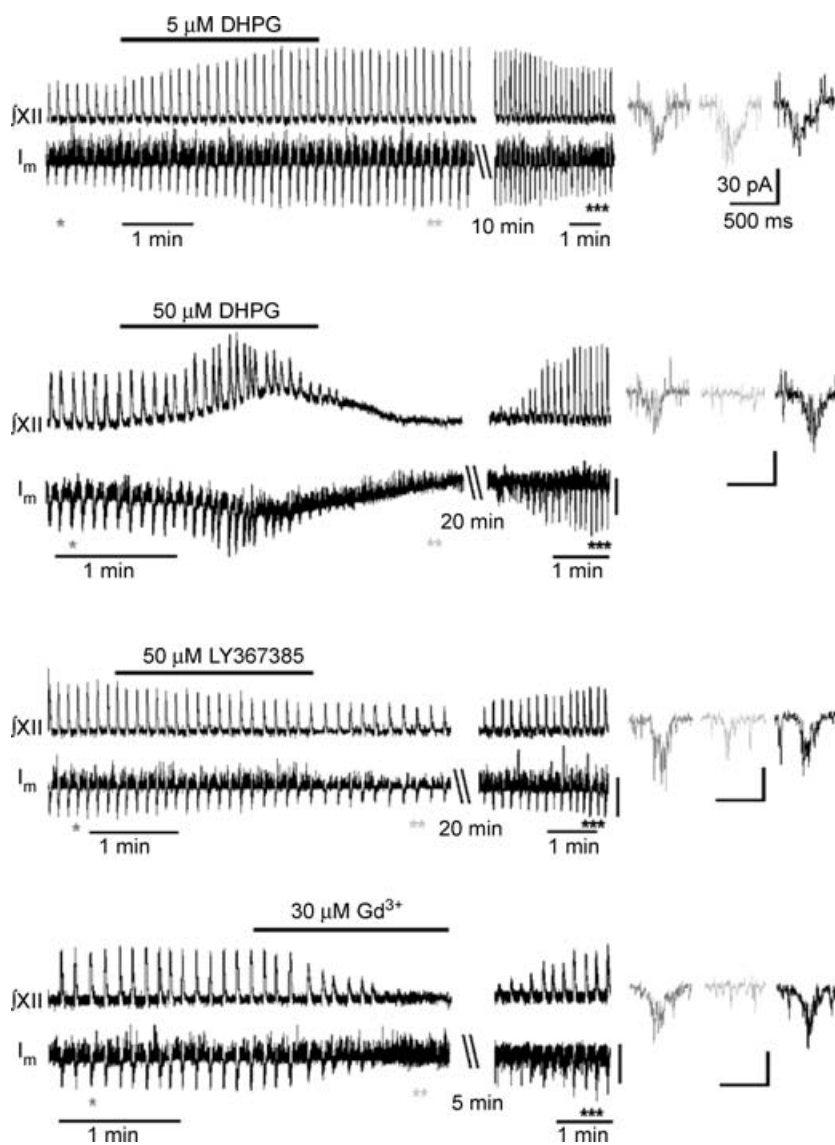 5 μM DHPG
∫XII
Im
30 pA
* ** 10 min ***
1 min 1 min 500 ms
50 μM DHPG
∫XII
Im
20 min
* ** ***
1 min 1 min
50 μM LY367385
∫XII
Im
* ** 20 min ***
1 min 1 min
30 μM Gd³⁺
∫XII
Im
* ** 5 min ***
1 min 1 min